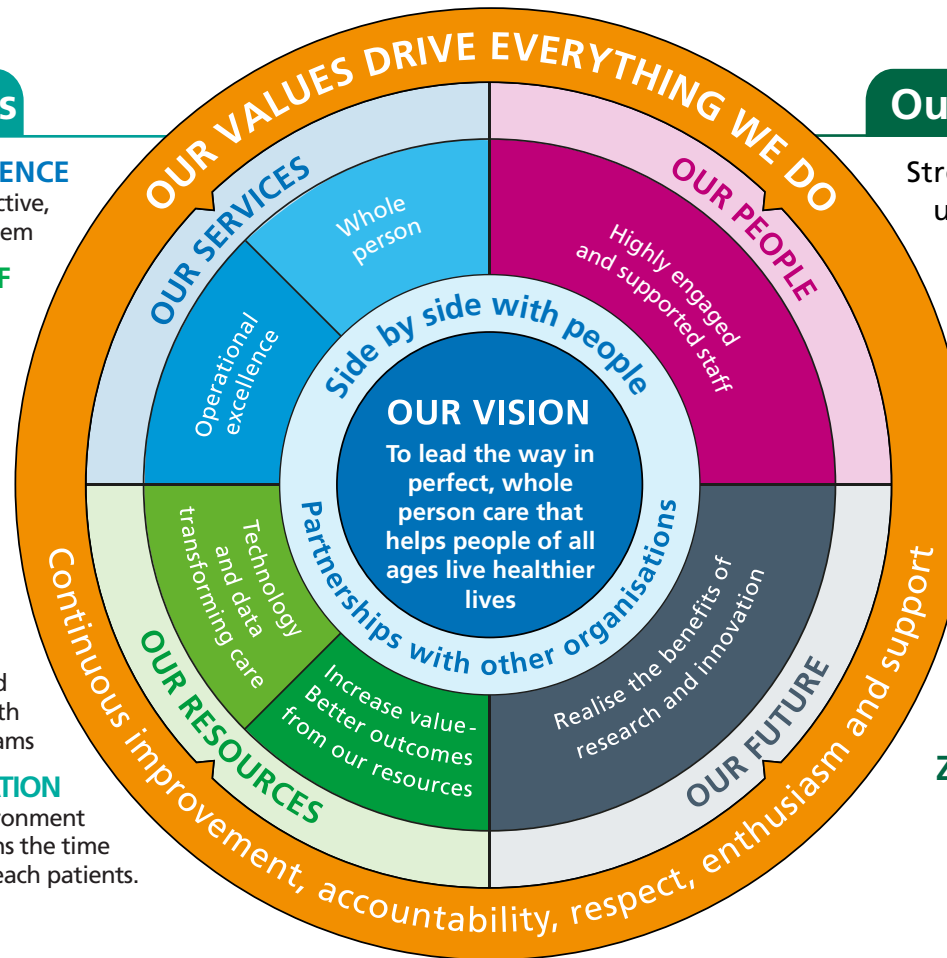 s
ENCE
ctive,
em
F
d
th
ams
TION
ronment
ns the time
each patients.
OUR VALUES DRIVE EVERYTHING WE DO
OUR SERVICES
Whole
person
Operational
excellence
OUR PEOPLE
Highly engaged
and supported staff
Side by side with people
OUR VISION
To lead the way in
perfect, whole
person care that
helps people of all
ages live healthier
lives
Partnerships with other organisations
Technology
and data
transforming care
OUR RESOURCES
Increase value-
Better outcomes
from our resources
Realise the benefits of
research and innovation
OUR FUTURE
Continuous improvement, accountability, respect, enthusiasm and support
Ou
Stre
u
Z